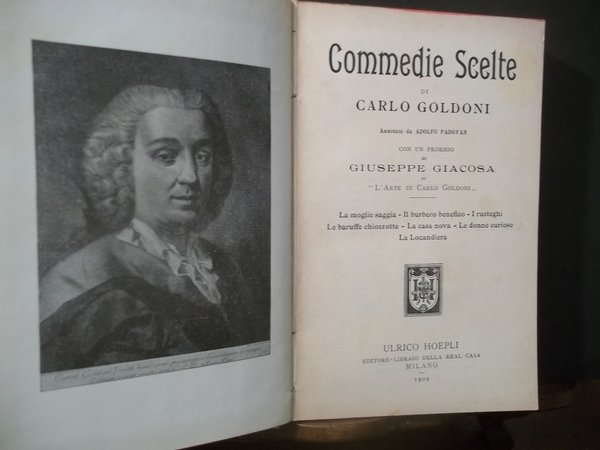 Commedie Scelte
DI
CARLO GOLDONI
Annotate da ADOLFO PADOVAN
CON UN PROEMIO
DI
GIUSEPPE GIACOSA
SU
"L'ARTE DI CARLO GOLDONI„
La moglie saggia - Il burbero benefico - I rusteghi
Le baruffe chiozzotte - La casa nova - Le donne curiose
La Locandiera
ULRICO HOEPLI
EDITORE-LIBRAIO DELLA REAL CASA
MILANO
1902